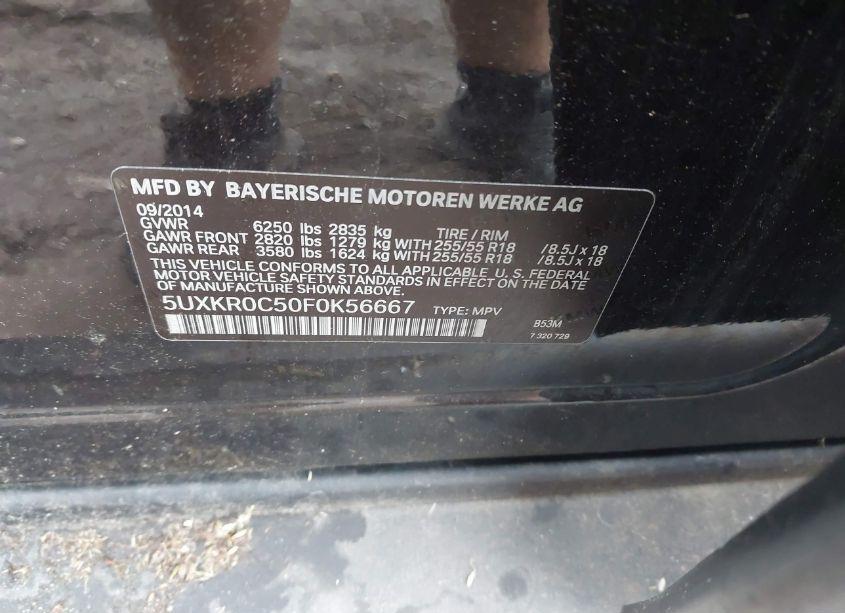 MFD BY BAYERISCHE MOTOREN WERKE AG
09/2014
GVWR 6250 lbs 2835 kg TIRE / RIM
GAWR FRONT 2820 lbs 1279 kg WITH 255/55 R18 /8.5J x 18
GAWR REAR 3580 lbs 1624 kg WITH 255/55 R18 /8.5J x 18
THIS VEHICLE CONFORMS TO ALL APPLICABLE U. S. FEDERAL
MOTOR VEHICLE SAFETY STANDARDS IN EFFECT ON THE DATE
OF MANUFACTURE SHOWN ABOVE.
5UXKR0C50F0K56667 TYPE: MPV
B53M
7 320 729